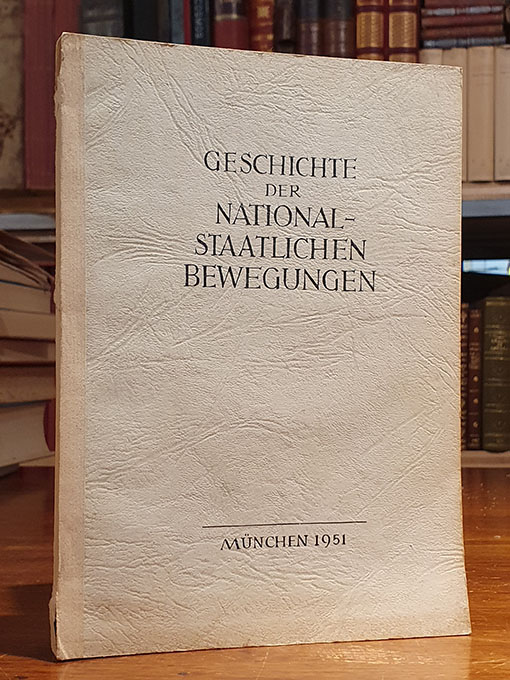 GESCHICHTE
DER
NATIONAL-
STAATLICHEN
BEWEGUNGEN
MÜNCHEN 1951